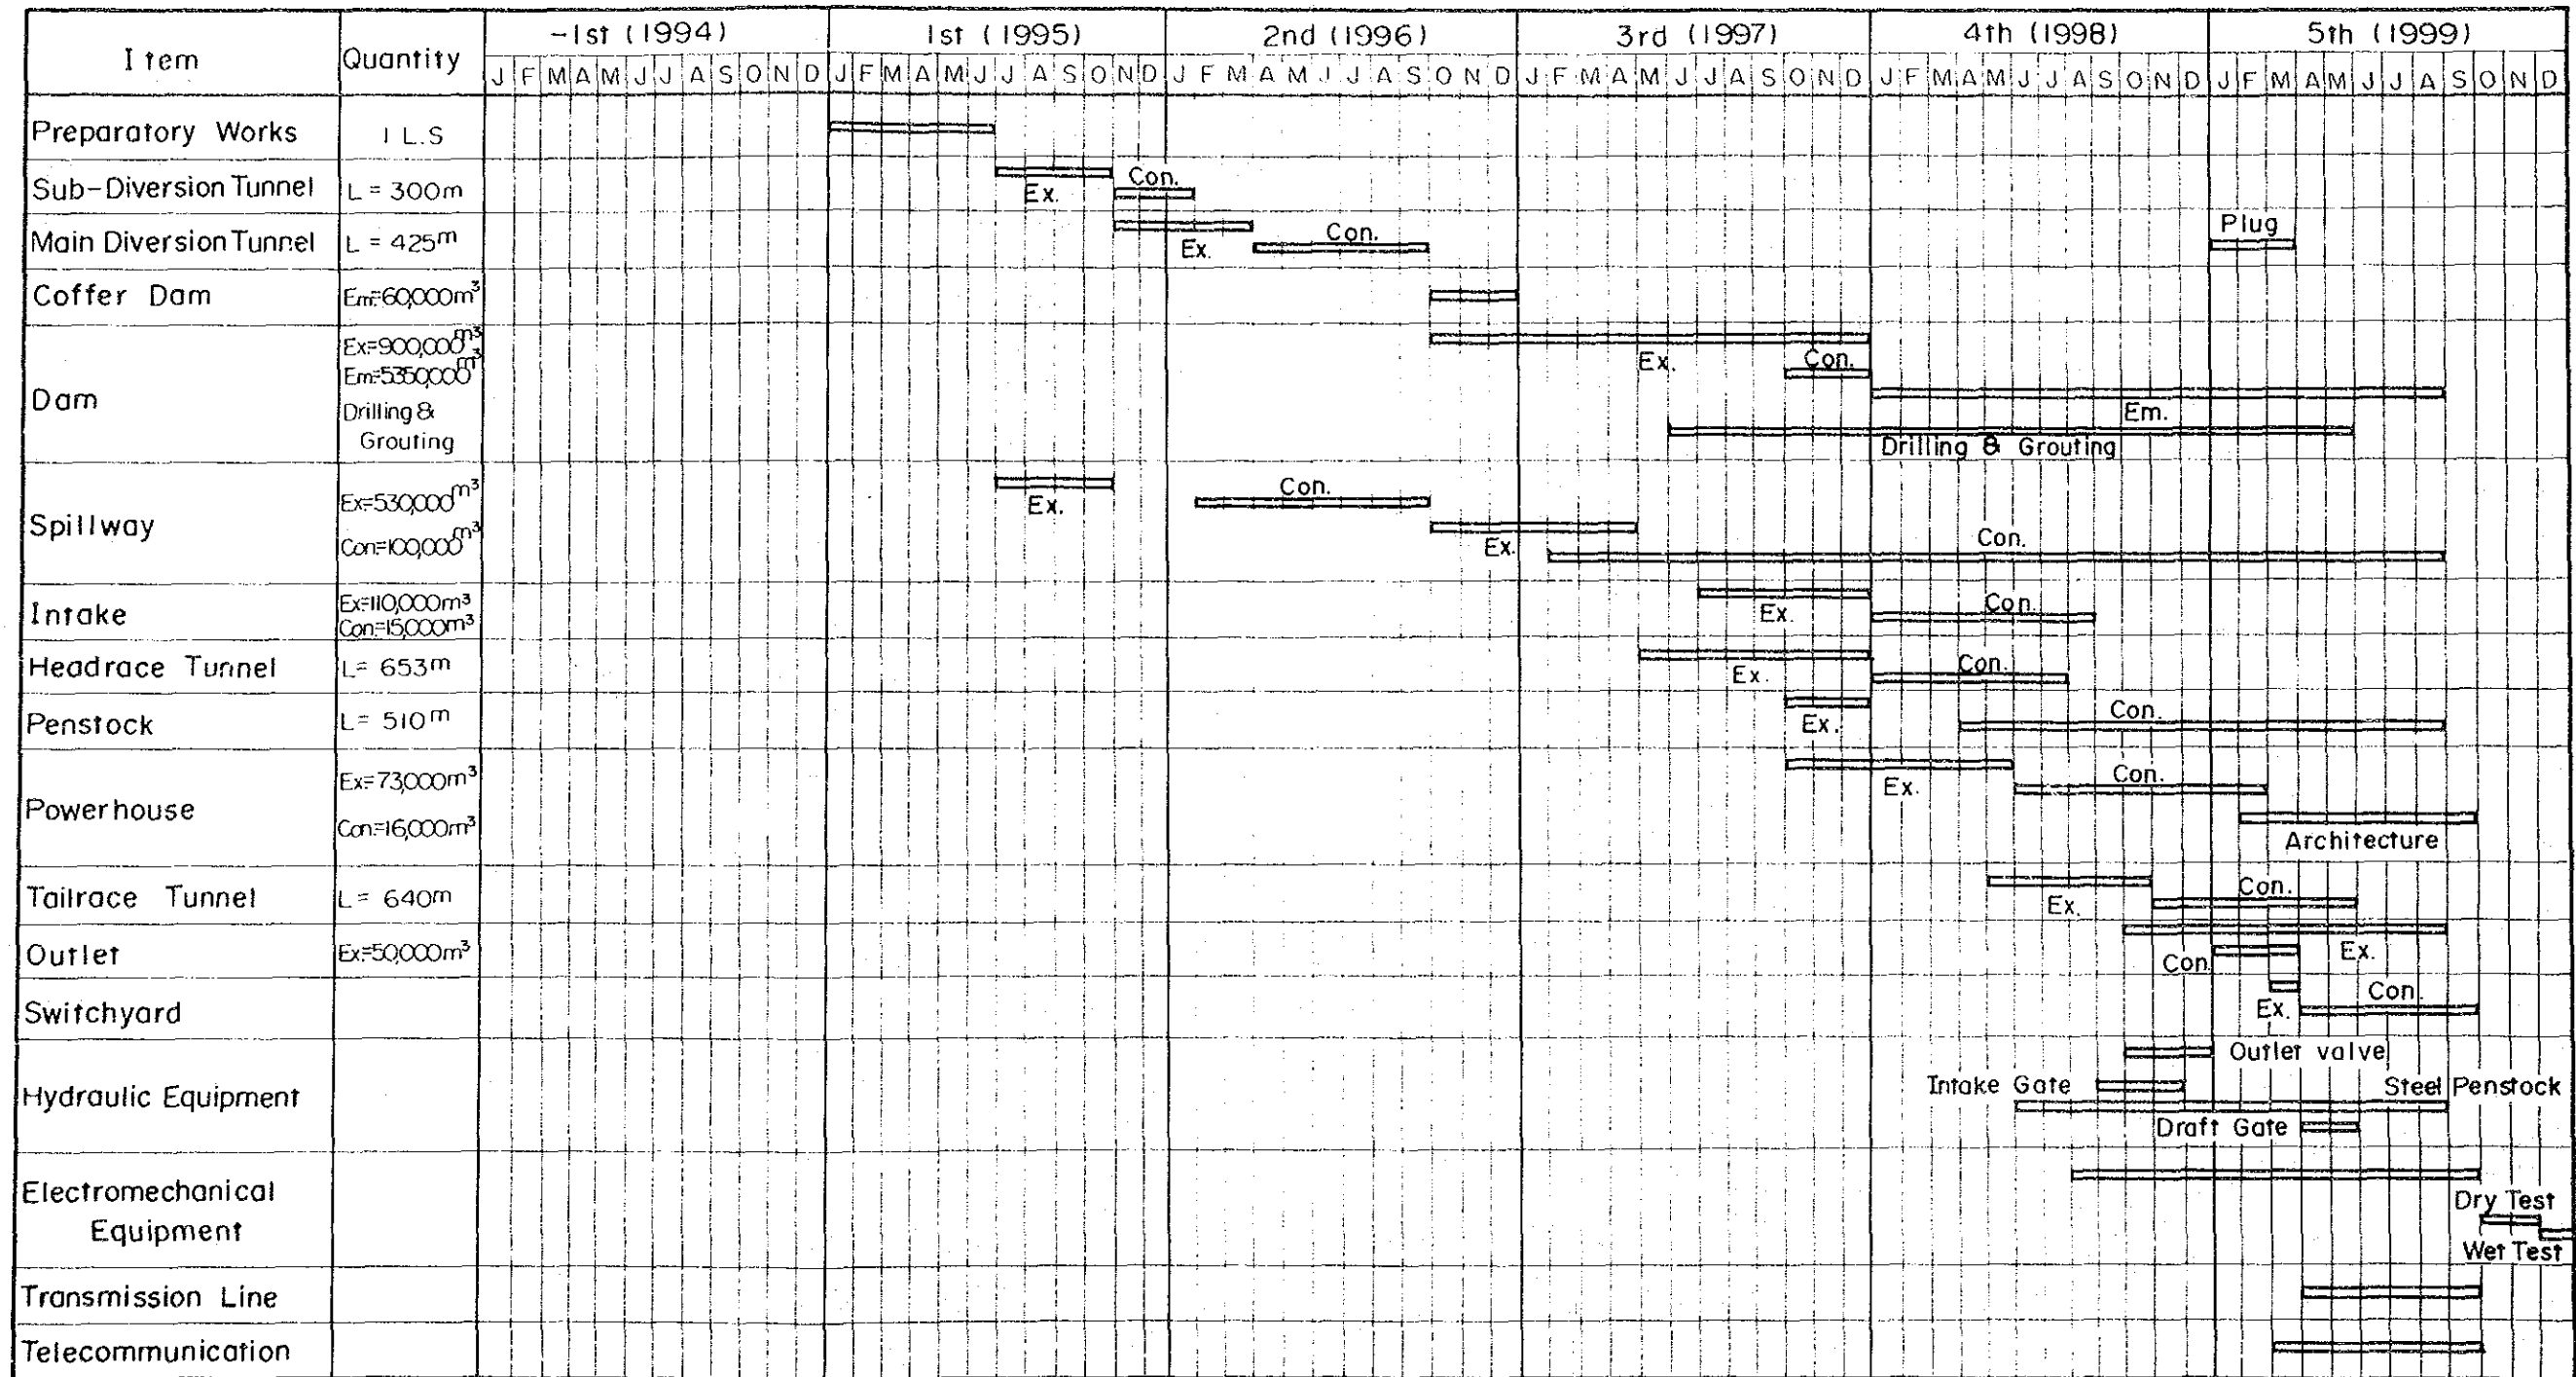 Item Quantity -1st (1994) 1st (1995) 2nd (1996) 3rd (1997) 4th (1998) 5th (1999)
J F M A M J J A S O N D J F M A M J J A S O N D J F M A M J J A S O N D J F M A M J J A S O N D J F M A M J J A S O N D J F M A M J J A S O N D
Preparatory Works 1 L.S
Sub-Diversion Tunnel L = 300m Ex. Con.
Main Diversion Tunnel L = 425m Ex. Con. Plug
Coffer Dam Em=60,000m³
Dam
Ex=900,000m³
Em=5350,000m³
Drilling &
Grouting
Ex. Con.
Em.
Drilling & Grouting
Spillway
Ex=530,000m³
Con=100,000m³
Ex. Con.
Ex. Con.
Intake
Ex=110,000m³
Con=15,000m³
Ex. Con.
Headrace Tunnel L= 653m Ex. Con.
Penstock L= 510m Ex. Con.
Powerhouse
Ex=73,000m³
Con=16,000m³
Ex. Con.
Architecture
Tailrace Tunnel L= 640m Ex. Con.
Outlet Ex=50,000m³ Con. Ex.
Switchyard Ex. Con.
Hydraulic Equipment
Outlet valve
Intake Gate Steel Penstock
Draft Gate
Electromechanical
Equipment
Dry Test
Wet Test
Transmission Line
Telecommunication